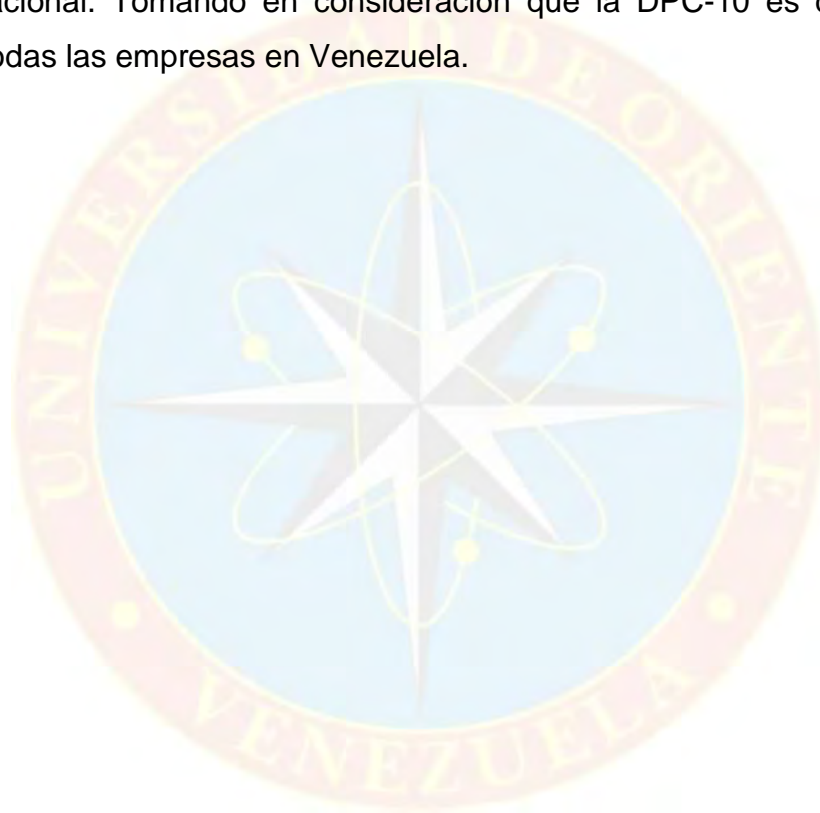 acional. Tomando en consideración que la DPC-10 es
odas las empresas en Venezuela.
UNIVERSIDAD DE ORIENTE
VENEZUELA